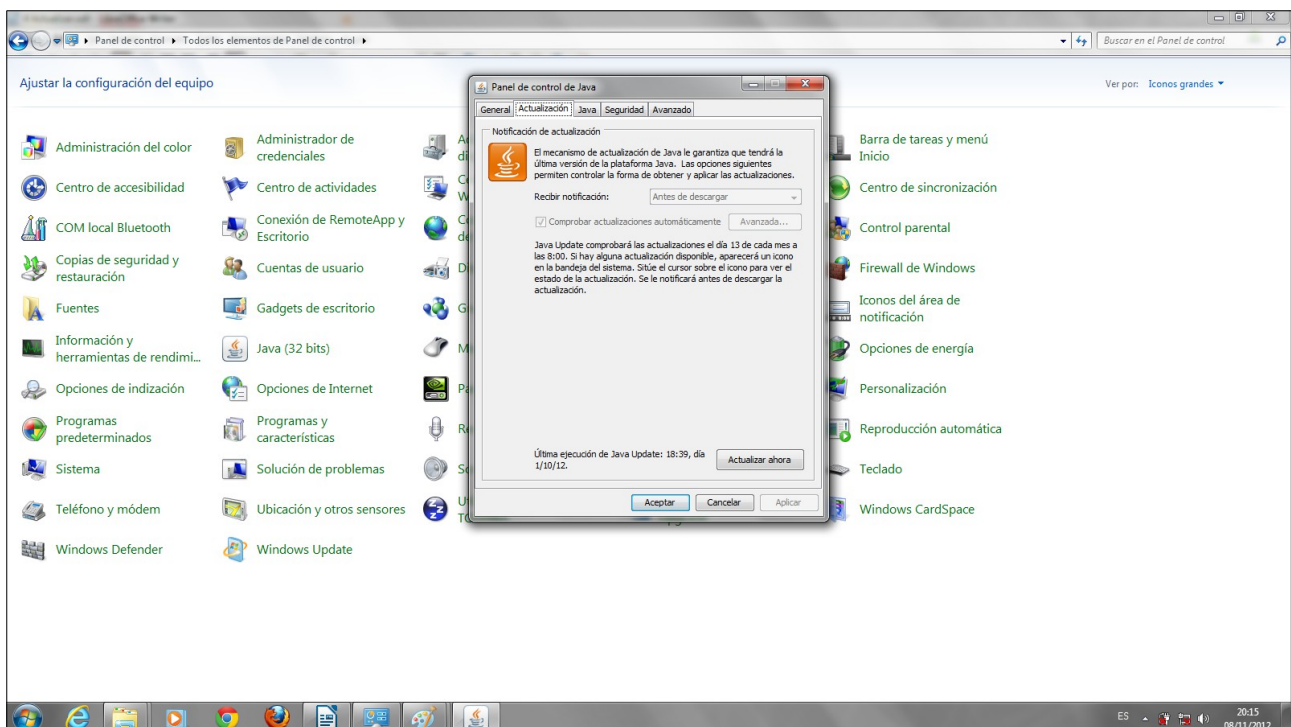 Panel de control ▸ Todos los elementos de Panel de control ▸
Buscar en el Panel de control
Ajustar la configuración del equipo
Ver por: Iconos grandes
Administración del color
Administrador de
credenciales
Barra de tareas y menú
Inicio
Centro de accesibilidad
Centro de actividades
Centro de sincronización
COM local Bluetooth
Conexión de RemoteApp y
Escritorio
Control parental
Copias de seguridad y
restauración
Cuentas de usuario
Firewall de Windows
Fuentes
Gadgets de escritorio
Iconos del área de
notificación
Información y
herramientas de rendimi...
Java (32 bits)
Opciones de energía
Opciones de indización
Opciones de Internet
Personalización
Programas
predeterminados
Programas y
características
Reproducción automática
Sistema
Solución de problemas
Teclado
Teléfono y módem
Ubicación y otros sensores
Windows CardSpace
Windows Defender
Windows Update
Panel de control de Java
General Actualización Java Seguridad Avanzado
Notificación de actualización
El mecanismo de actualización de Java le garantiza que tendrá la
última versión de la plataforma Java. Las opciones siguientes
permiten controlar la forma de obtener y aplicar las actualizaciones.
Recibir notificación: Antes de descargar
Comprobar actualizaciones automáticamente Avanzada...
Java Update comprobará las actualizaciones el día 13 de cada mes a
las 8:00. Si hay alguna actualización disponible, aparecerá un icono
en la bandeja del sistema. Sitúe el cursor sobre el icono para ver el
estado de la actualización. Se le notificará antes de descargar la
actualización.
Última ejecución de Java Update: 18:39, día
1/10/12.
Actualizar ahora
Aceptar Cancelar Aplicar
ES
20:15
08/11/2012